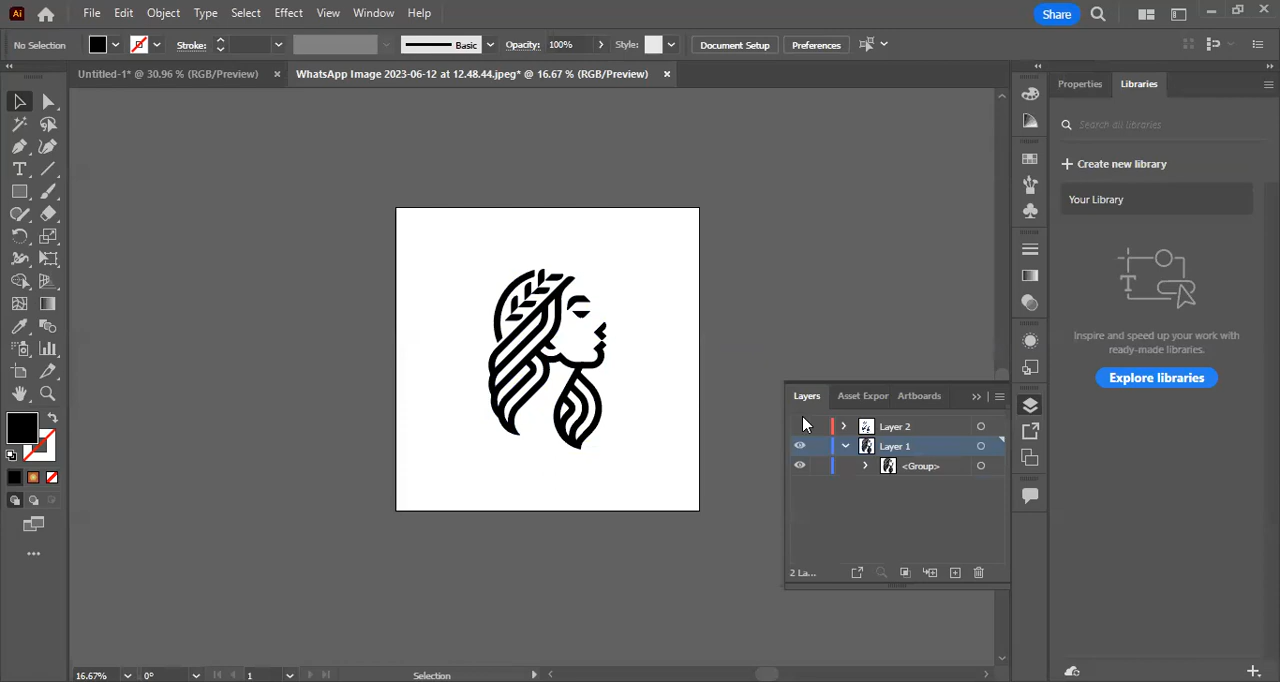 Ai File Edit Object Type Select Effect View Window Help Share
No Selection Stroke: Basic Opacity: 100% Style: Document Setup Preferences
Untitled-1* @ 30.96 % (RGB/Preview) × WhatsApp Image 2023-06-12 at 12.48.44.jpeg* @ 16.67 % (RGB/Preview) ×
Properties Libraries
Search all libraries
Create new library
Your Library
Inspire and speed up your work with
ready-made libraries.
Explore libraries
Layers Asset Expor Artboards
Layer 2
Layer 1
<Group>
2 La...
16.67% 0° 1 Selection